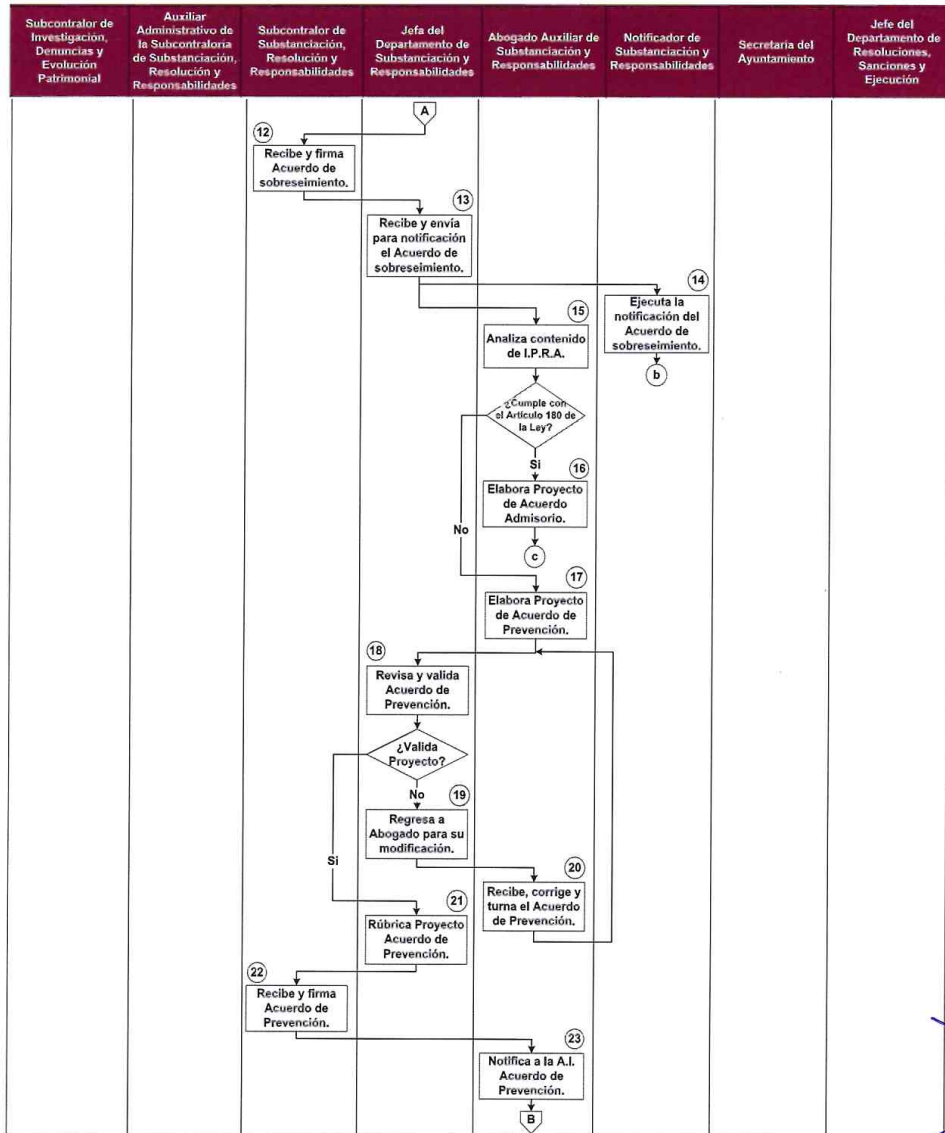 Subcontralor de
Investigación,
Denuncias y
Evolución
Patrimonial
Auxiliar
Administrativo de
la Subcontraloría
de Substanciación,
Resolución y
Responsabilidades
Subcontralor de
Substanciación,
Resolución y
Responsabilidades
Jefa del
Departamento de
Substanciación y
Responsabilidades
Abogado Auxiliar de
Substanciación y
Responsabilidades
Notificador de
Substanciación y
Responsabilidades
Secretaría del
Ayuntamiento
Jefe del
Departamento de
Resoluciones,
Sanciones y
Ejecución
A
12
Recibe y firma
Acuerdo de
sobreseimiento.
13
Recibe y envía
para notificación
el Acuerdo de
sobreseimiento.
14
Ejecuta la
notificación del
Acuerdo de
sobreseimiento.
b
15
Analiza contenido
de I.P.R.A.
¿Cumple con
el Artículo 180 de
la Ley?
Si
16
Elabora Proyecto
de Acuerdo
Admisorio.
c
No
17
Elabora Proyecto
de Acuerdo de
Prevención.
18
Revisa y valida
Acuerdo de
Prevención.
¿Valida
Proyecto?
No
19
Regresa a
Abogado para su
modificación.
Si
20
Recibe, corrige y
turna el Acuerdo
de Prevención.
21
Rúbrica Proyecto
Acuerdo de
Prevención.
22
Recibe y firma
Acuerdo de
Prevención.
23
Notifica a la A.I.
Acuerdo de
Prevención.
B